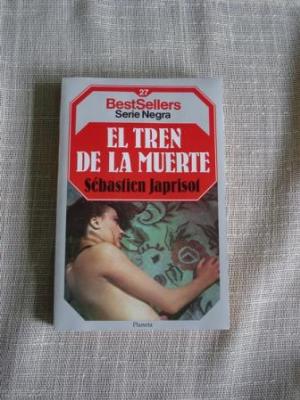 27
BestSellers
Serie Negra
EL TREN
DE LA MUERTE
Sébastien Japrisot
Planeta